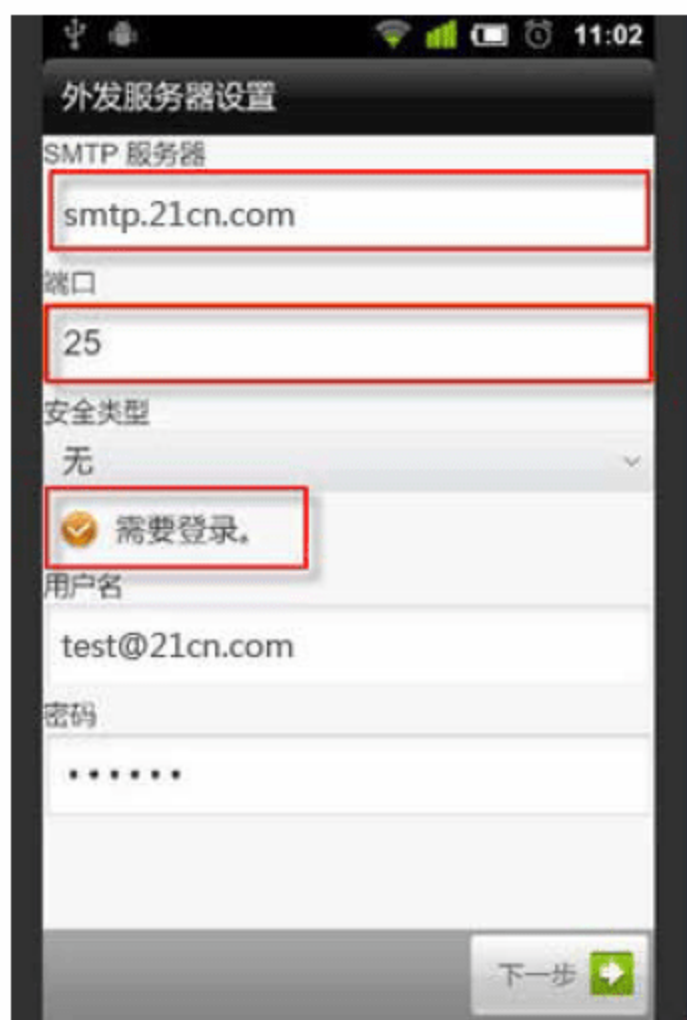 11:02
外发服务器设置
SMTP 服务器
smtp.21cn.com
端口
25
安全类型
无
需要登录。
用户名
test@21cn.com
密码
••••••
下一步